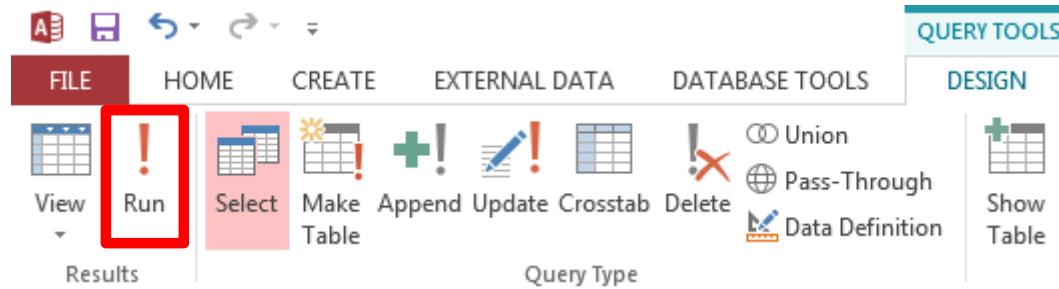 QUERY TOOLS
FILE HOME CREATE EXTERNAL DATA DATABASE TOOLS DESIGN
View Run Select Make Table Append Update Crosstab Delete
Union
Pass-Through
Data Definition
Show Table
Results Query Type